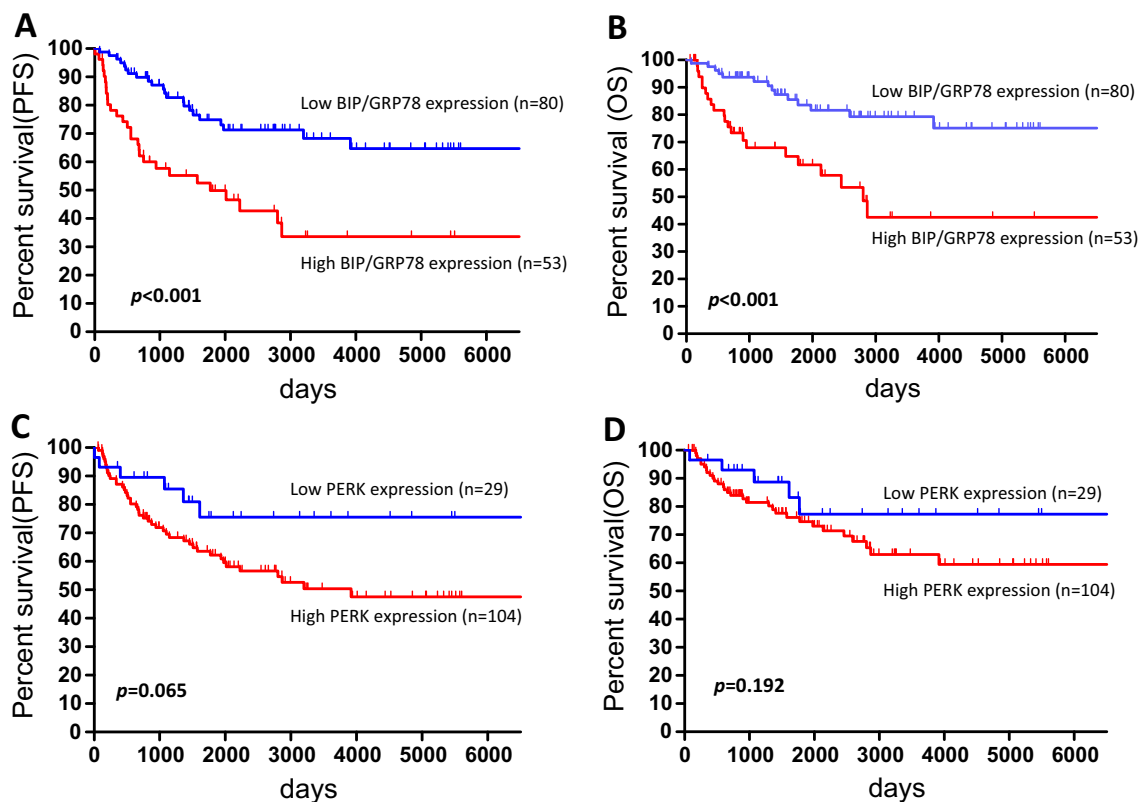 A
Percent survival(PFS)
100
90
80
70
60
50
40
30
20
10
0
Low BIP/GRP78 expression (n=80)
High BIP/GRP78 expression (n=53)
p<0.001
0 1000 2000 3000 4000 5000 6000
days
B
Percent survival (OS)
100
90
80
70
60
50
40
30
20
10
0
Low BIP/GRP78 expression (n=80)
High BIP/GRP78 expression (n=53)
p<0.001
0 1000 2000 3000 4000 5000 6000
days
C
Percent survival(PFS)
100
90
80
70
60
50
40
30
20
10
0
Low PERK expression (n=29)
High PERK expression (n=104)
p=0.065
0 1000 2000 3000 4000 5000 6000
days
D
Percent survival(OS)
100
90
80
70
60
50
40
30
20
10
0
Low PERK expression (n=29)
High PERK expression (n=104)
p=0.192
0 1000 2000 3000 4000 5000 6000
days